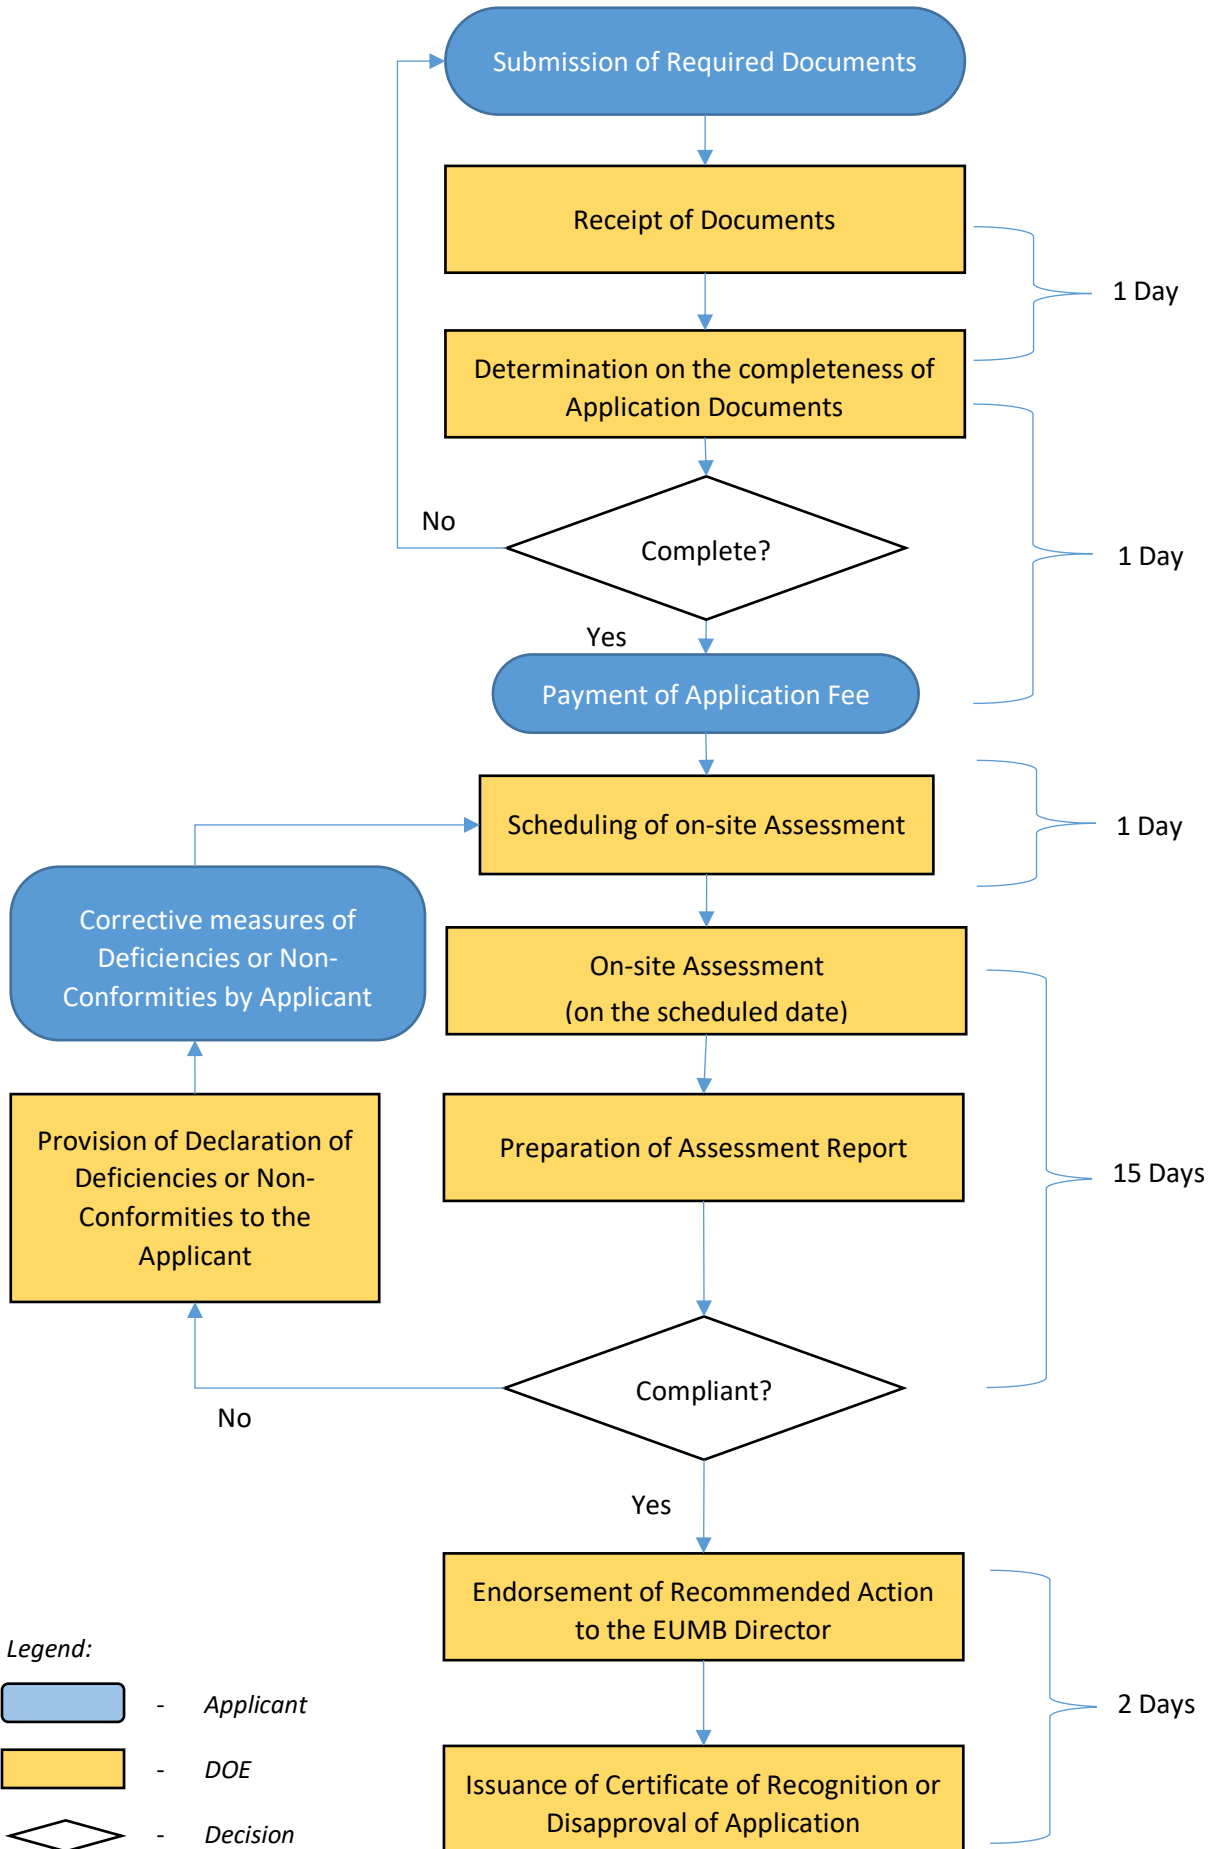 Submission of Required Documents
Receipt of Documents
1 Day
Determination on the completeness of
Application Documents
No
Complete?
1 Day
Yes
Payment of Application Fee
Scheduling of on-site Assessment
1 Day
Corrective measures of
Deficiencies or Non-
Conformities by Applicant
On-site Assessment
(on the scheduled date)
Provision of Declaration of
Deficiencies or Non-
Conformities to the
Applicant
Preparation of Assessment Report
15 Days
Compliant?
No
Yes
Endorsement of Recommended Action
to the EUMB Director
2 Days
Issuance of Certificate of Recognition or
Disapproval of Application
Legend:
- Applicant
- DOE
- Decision